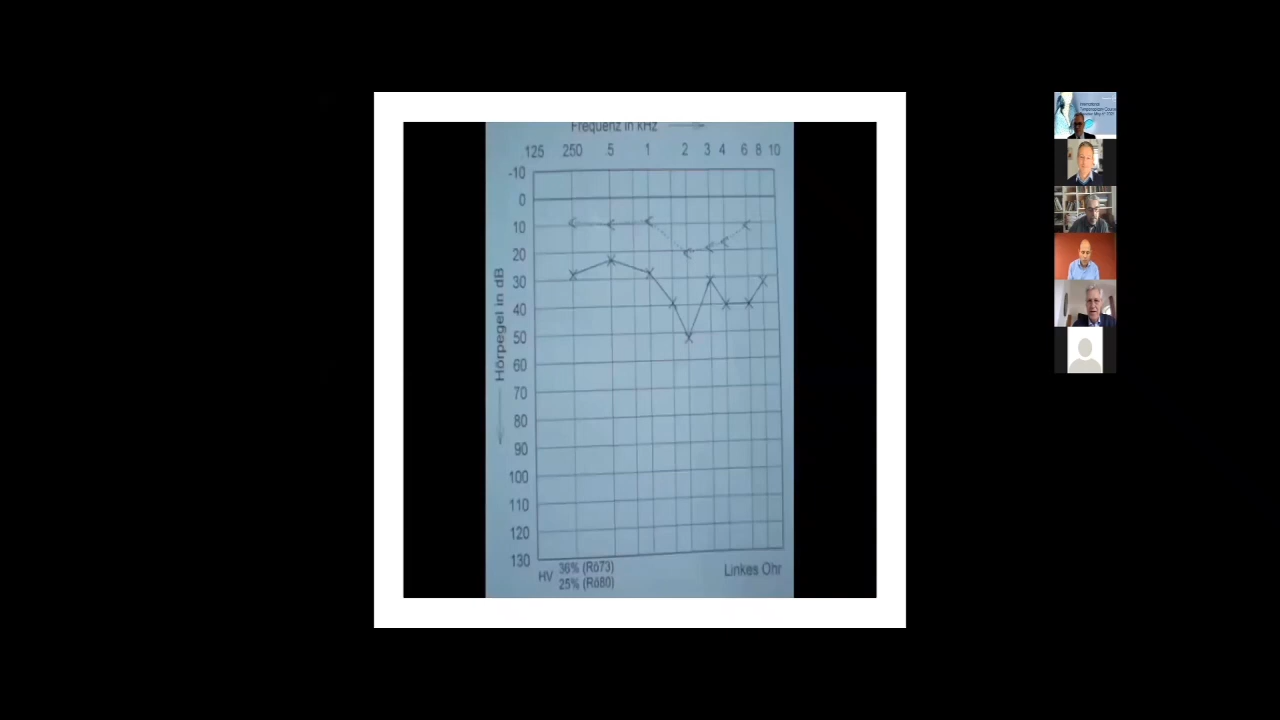 Frequenz in kHz
125 250 .5 1 2 3 4 6 8 10
-10
0
10
20
30
40
50
60
70
80
90
100
110
120
130
Hörpegel in dB
HV 36% (Rö73)
25% (Rö80)
Linkes Ohr
International